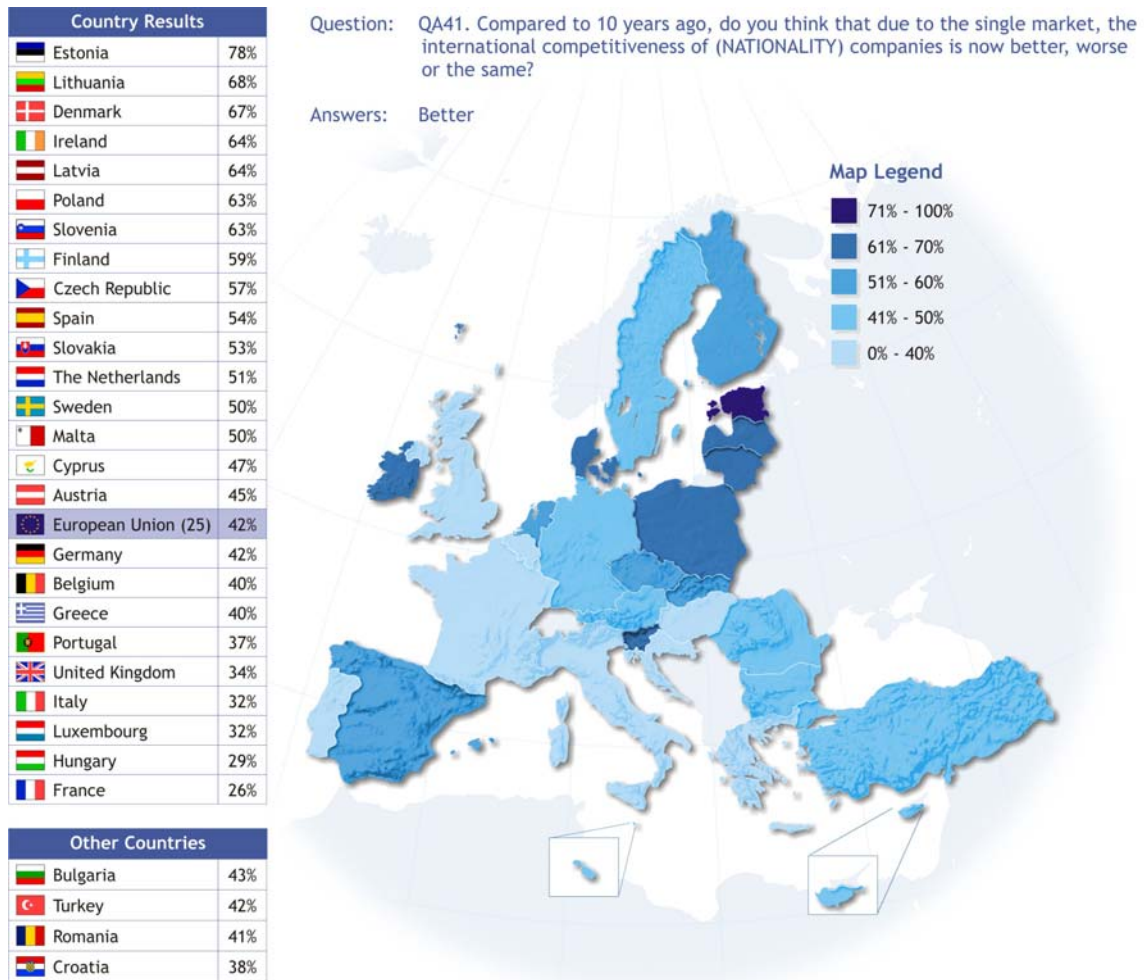 Country Results
Estonia 78%
Lithuania 68%
Denmark 67%
Ireland 64%
Latvia 64%
Poland 63%
Slovenia 63%
Finland 59%
Czech Republic 57%
Spain 54%
Slovakia 53%
The Netherlands 51%
Sweden 50%
Malta 50%
Cyprus 47%
Austria 45%
European Union (25) 42%
Germany 42%
Belgium 40%
Greece 40%
Portugal 37%
United Kingdom 34%
Italy 32%
Luxembourg 32%
Hungary 29%
France 26%
Other Countries
Bulgaria 43%
Turkey 42%
Romania 41%
Croatia 38%
Question: QA41. Compared to 10 years ago, do you think that due to the single market, the
international competitiveness of (NATIONALITY) companies is now better, worse
or the same?
Answers: Better
Map Legend
71% - 100%
61% - 70%
51% - 60%
41% - 50%
0% - 40%